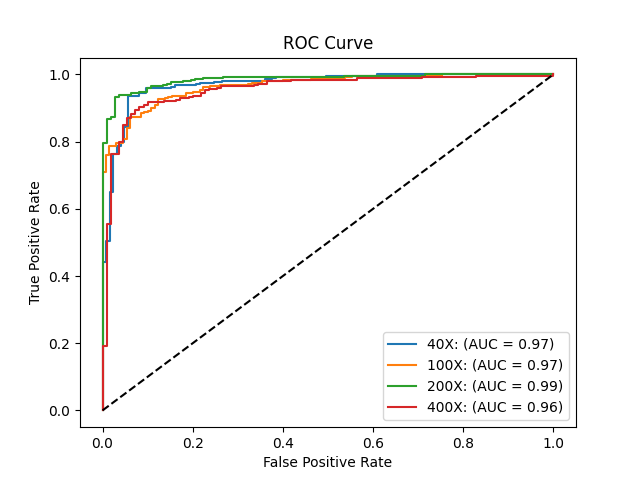 ROC Curve
True Positive Rate
1.0
0.8
0.6
0.4
0.2
0.0
40X: (AUC = 0.97)
100X: (AUC = 0.97)
200X: (AUC = 0.99)
400X: (AUC = 0.96)
0.0 0.2 0.4 0.6 0.8 1.0
False Positive Rate